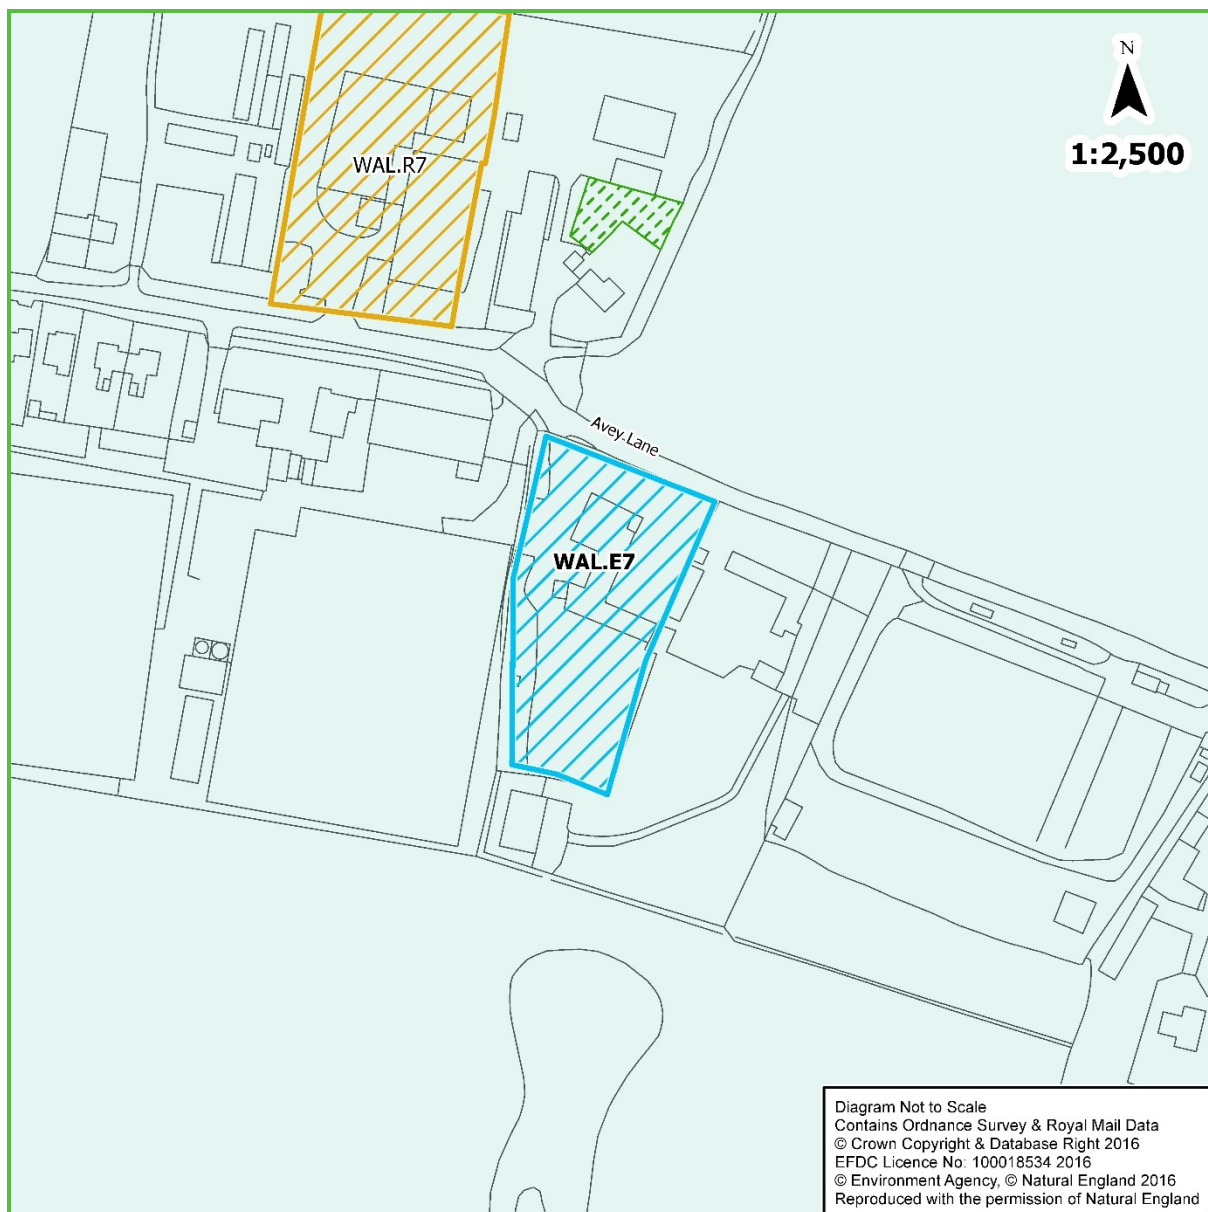 N
1:2,500
WAL.R7
Avey Lane
WAL.E7
Diagram Not to Scale
Contains Ordnance Survey & Royal Mail Data
© Crown Copyright & Database Right 2016
EFDC Licence No: 100018534 2016
© Environment Agency, © Natural England 2016
Reproduced with the permission of Natural England